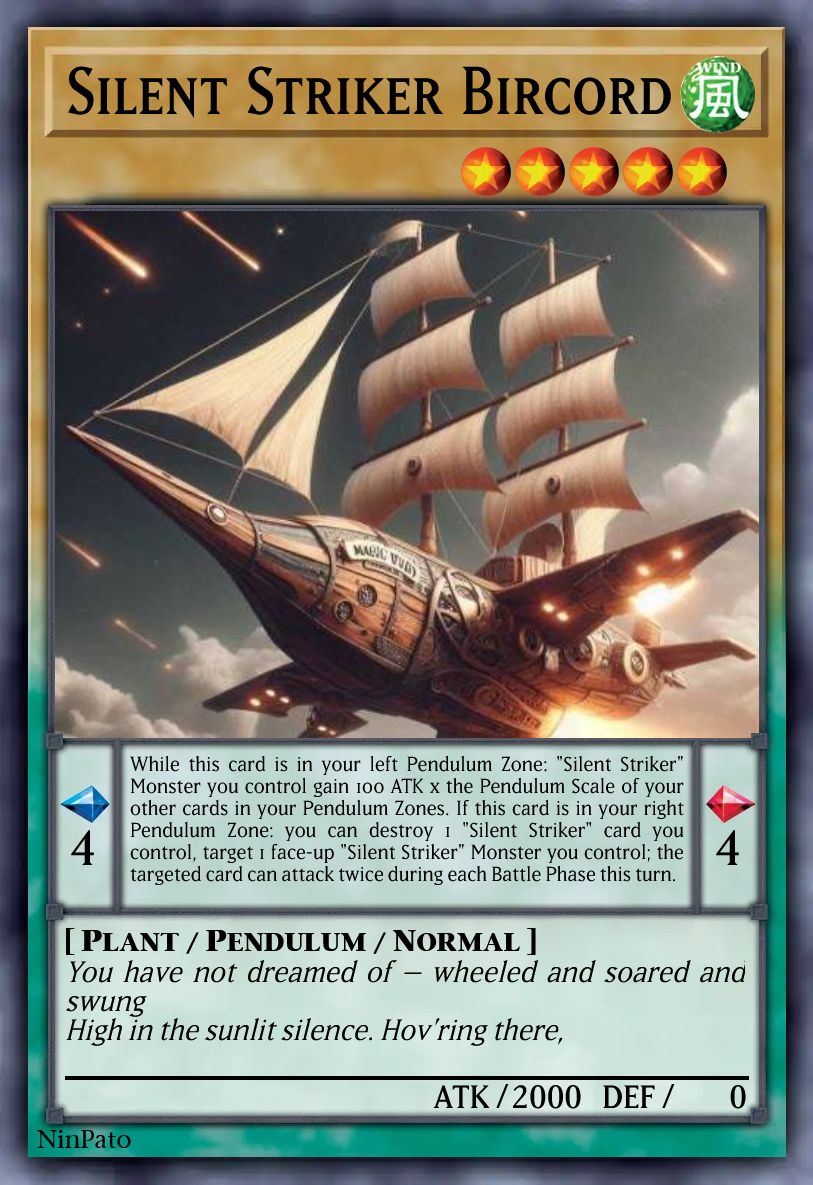 SILENT STRIKER BIRCORD
WIND
風
While this card is in your left Pendulum Zone: "Silent Striker"
Monster you control gain 100 ATK x the Pendulum Scale of your
other cards in your Pendulum Zones. If this card is in your right
Pendulum Zone: you can destroy 1 "Silent Striker" card you
control, target 1 face-up "Silent Striker" Monster you control; the
targeted card can attack twice during each Battle Phase this turn.
4
4
[ PLANT / PENDULUM / NORMAL ]
You have not dreamed of – wheeled and soared and
swung
High in the sunlit silence. Hov'ring there,
ATK / 2000 DEF / 0
NinPato